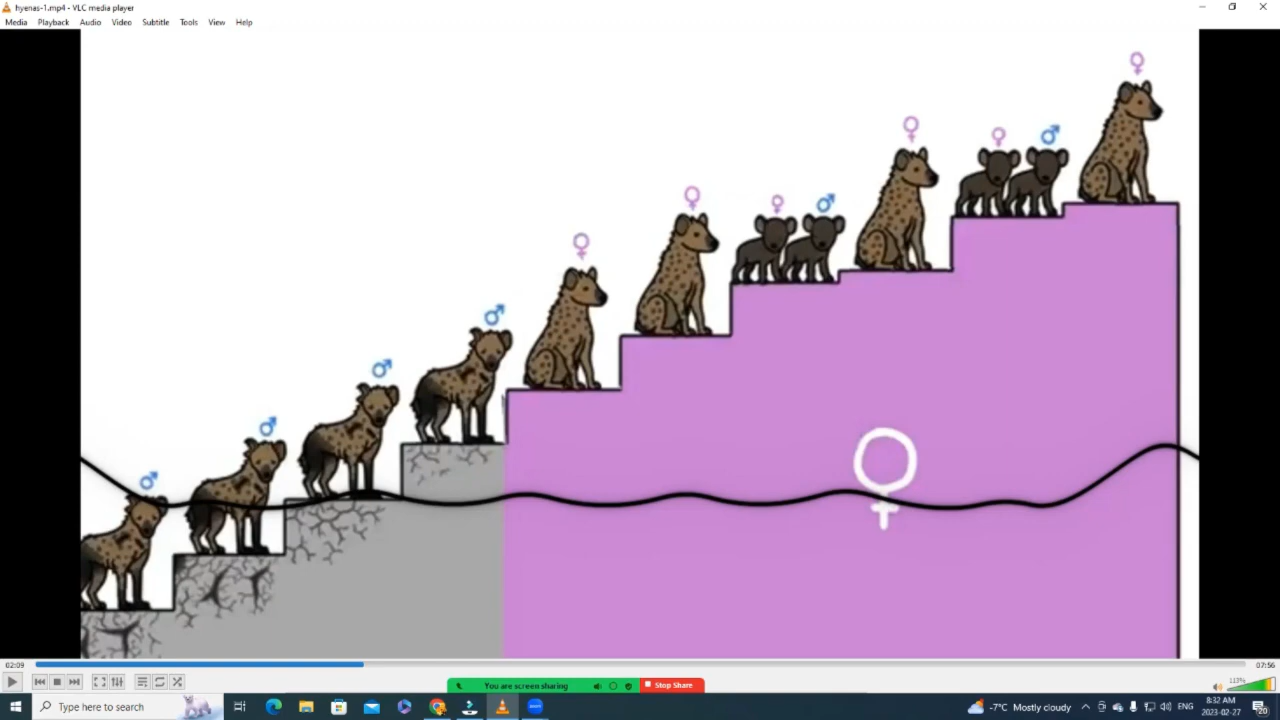 hyenas-1.mp4 - VLC media player
Media Playback Audio Video Subtitle Tools View Help
02:09
07:56
113%
You are screen sharing
Stop Share
Type here to search
-7°C Mostly cloudy
ENG
8:32 AM
2023-02-27
20